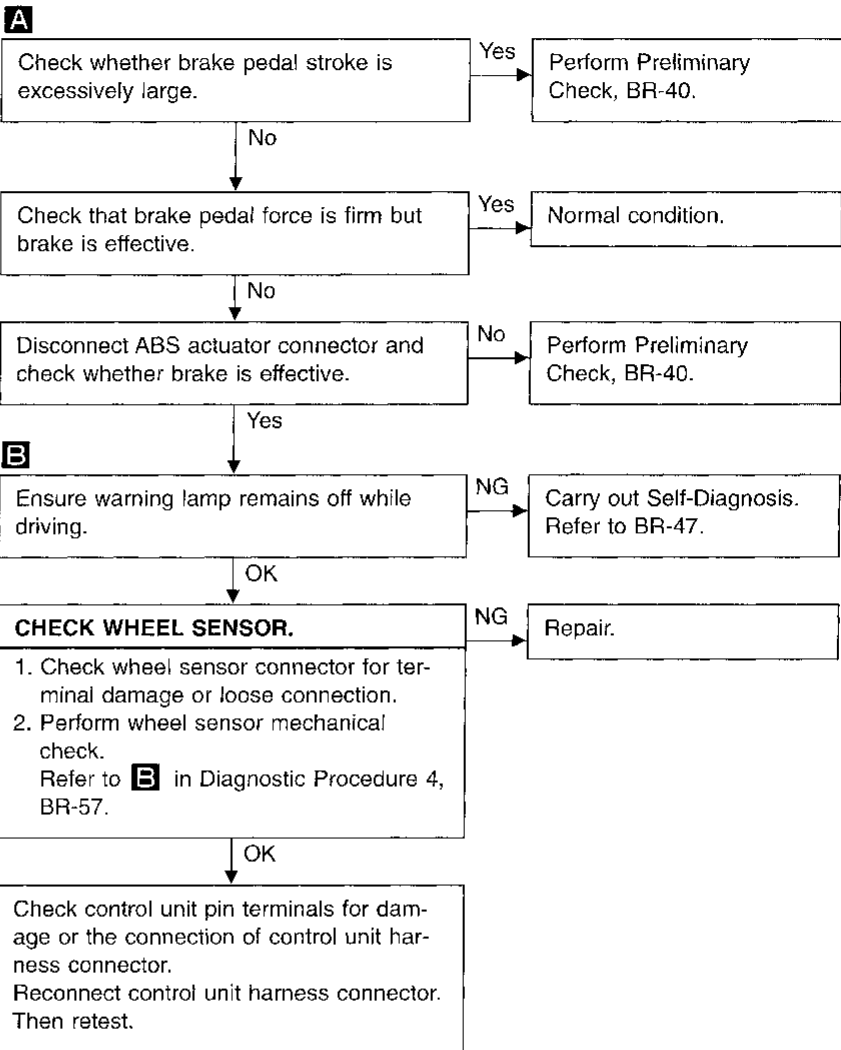 A
Check whether brake pedal stroke is
excessively large.
Yes
Perform Preliminary
Check, BR-40.
No
Check that brake pedal force is firm but
brake is effective.
Yes
Normal condition.
No
Disconnect ABS actuator connector and
check whether brake is effective.
No
Perform Preliminary
Check, BR-40.
Yes
B
Ensure warning lamp remains off while
driving.
NG
Carry out Self-Diagnosis.
Refer to BR-47.
OK
CHECK WHEEL SENSOR.
NG
Repair.
1. Check wheel sensor connector for ter-
minal damage or loose connection.
2. Perform wheel sensor mechanical
check.
Refer to B in Diagnostic Procedure 4,
BR-57.
OK
Check control unit pin terminals for dam-
age or the connection of control unit har-
ness connector.
Reconnect control unit harness connector.
Then retest.